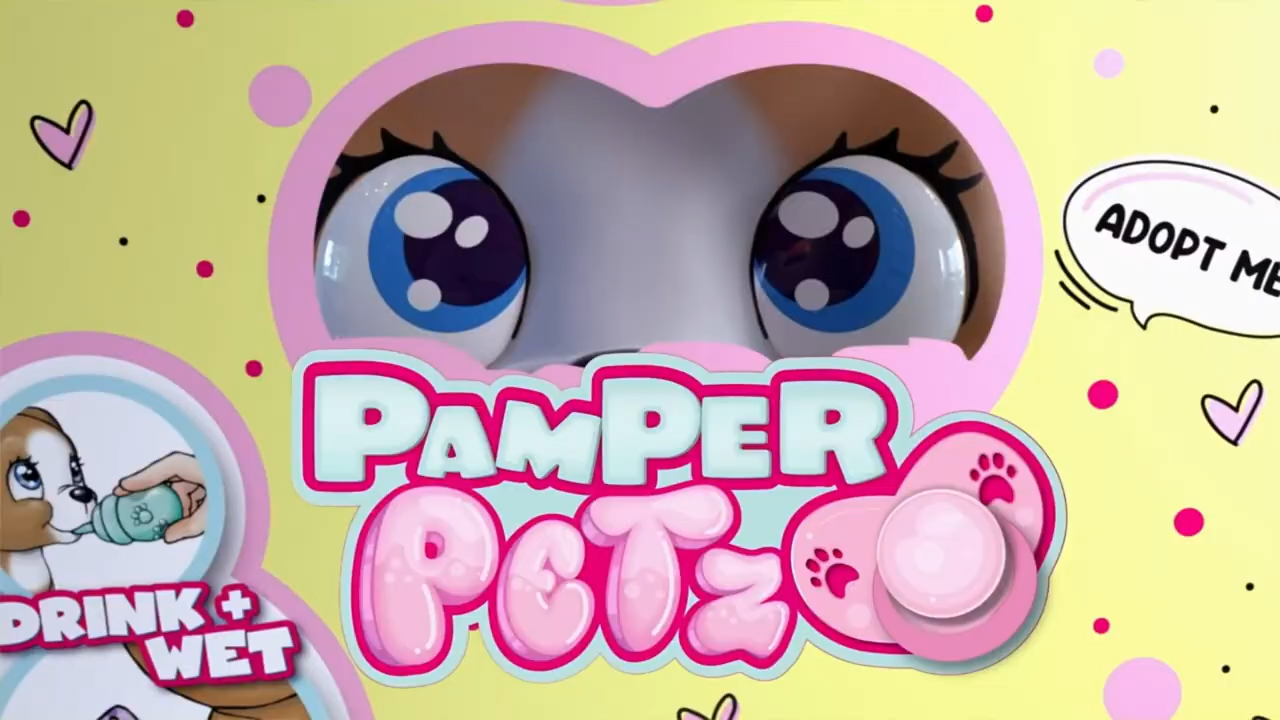 ADOPT ME
PAMPER
PETZ
DRINK +
WET